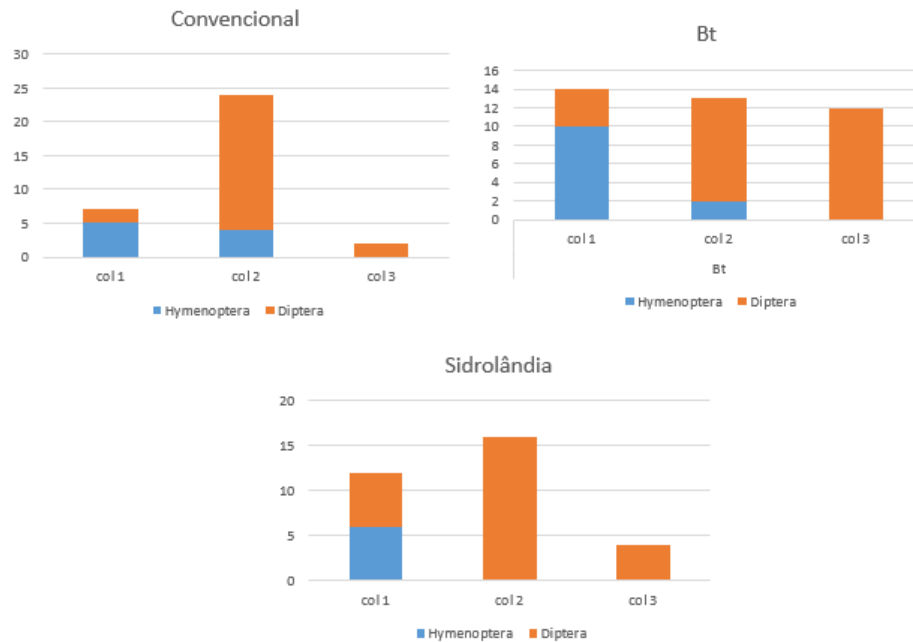 Convencional
30
25
20
15
10
5
0
col 1
col 2
col 3
Hymenoptera Diptera
Bt
16
14
12
10
8
6
4
2
0
col 1
col 2
col 3
Bt
Hymenoptera Diptera
Sidrolândia
20
15
10
5
0
col 1
col 2
col 3
Hymenoptera Diptera